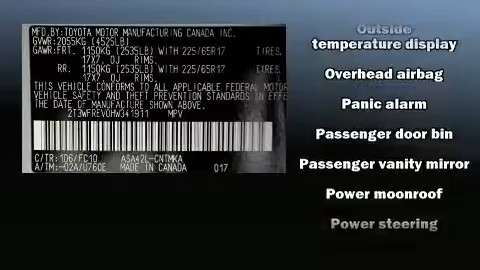 MFD.BY:TOYOTA MOTOR MANUFACTURING CANADA INC.
GVWR:2055KG (4525LB)
GAWR:FRT. 1150KG (2535LB) WITH 225/65R17 TIRES,
17X7. 0J RIMS.
RR. 1150KG (2535LB) WITH 225/65R17 TIRES,
17X7. 0J RIMS.
THIS VEHICLE CONFORMS TO ALL APPLICABLE FEDERAL MOTOR
VEHICLE SAFETY AND THEFT PREVENTION STANDARDS IN EFFE
THE DATE OF MANUFACTURE SHOWN ABOVE.
2T3WFREV0HW341911 MPV
C/TR:1D6/FC10 ASA42L-CNTMKA
A/TM:-02A/U76CE MADE IN CANADA 017
Outside
temperature display
Overhead airbag
Panic alarm
Passenger door bin
Passenger vanity mirror
Power moonroof
Power steering